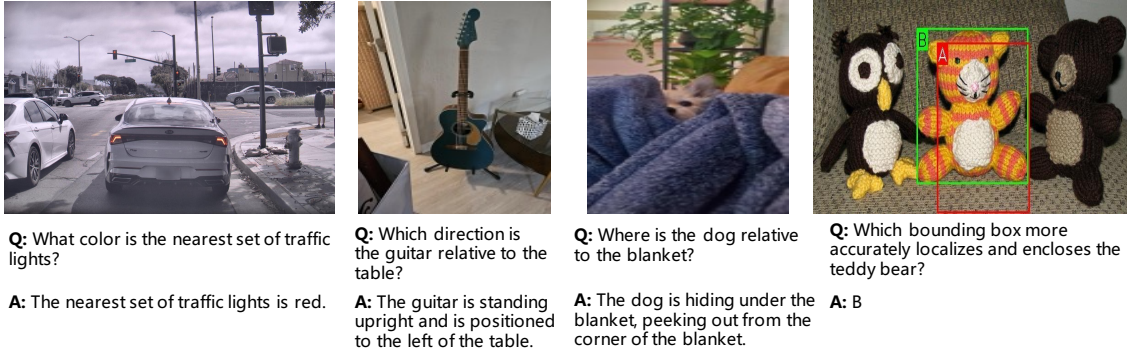 B
A
Q: What color is the nearest set of traffic
lights?
A: The nearest set of traffic lights is red.
Q: Which direction is
the guitar relative to the
table?
A: The guitar is standing
upright and is positioned
to the left of the table.
Q: Where is the dog relative
to the blanket?
A: The dog is hiding under the
blanket, peeking out from the
corner of the blanket.
Q: Which bounding box more
accurately localizes and encloses the
teddy bear?
A: B